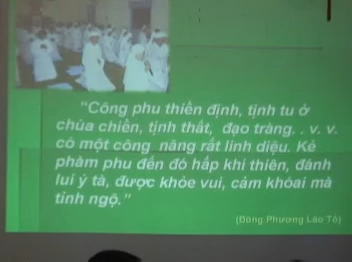 "Công phu thiền định, tịnh tu ở
chùa chiền, tịnh thất, đạo tràng. . v. v.
có một công năng rất linh diệu. Kẻ
phàm phu đến đó hấp khí thiên, đánh
lui ý tà, được khỏe vui, cảm khoái mà
tỉnh ngộ."
(Đông Phương Lão Tổ)